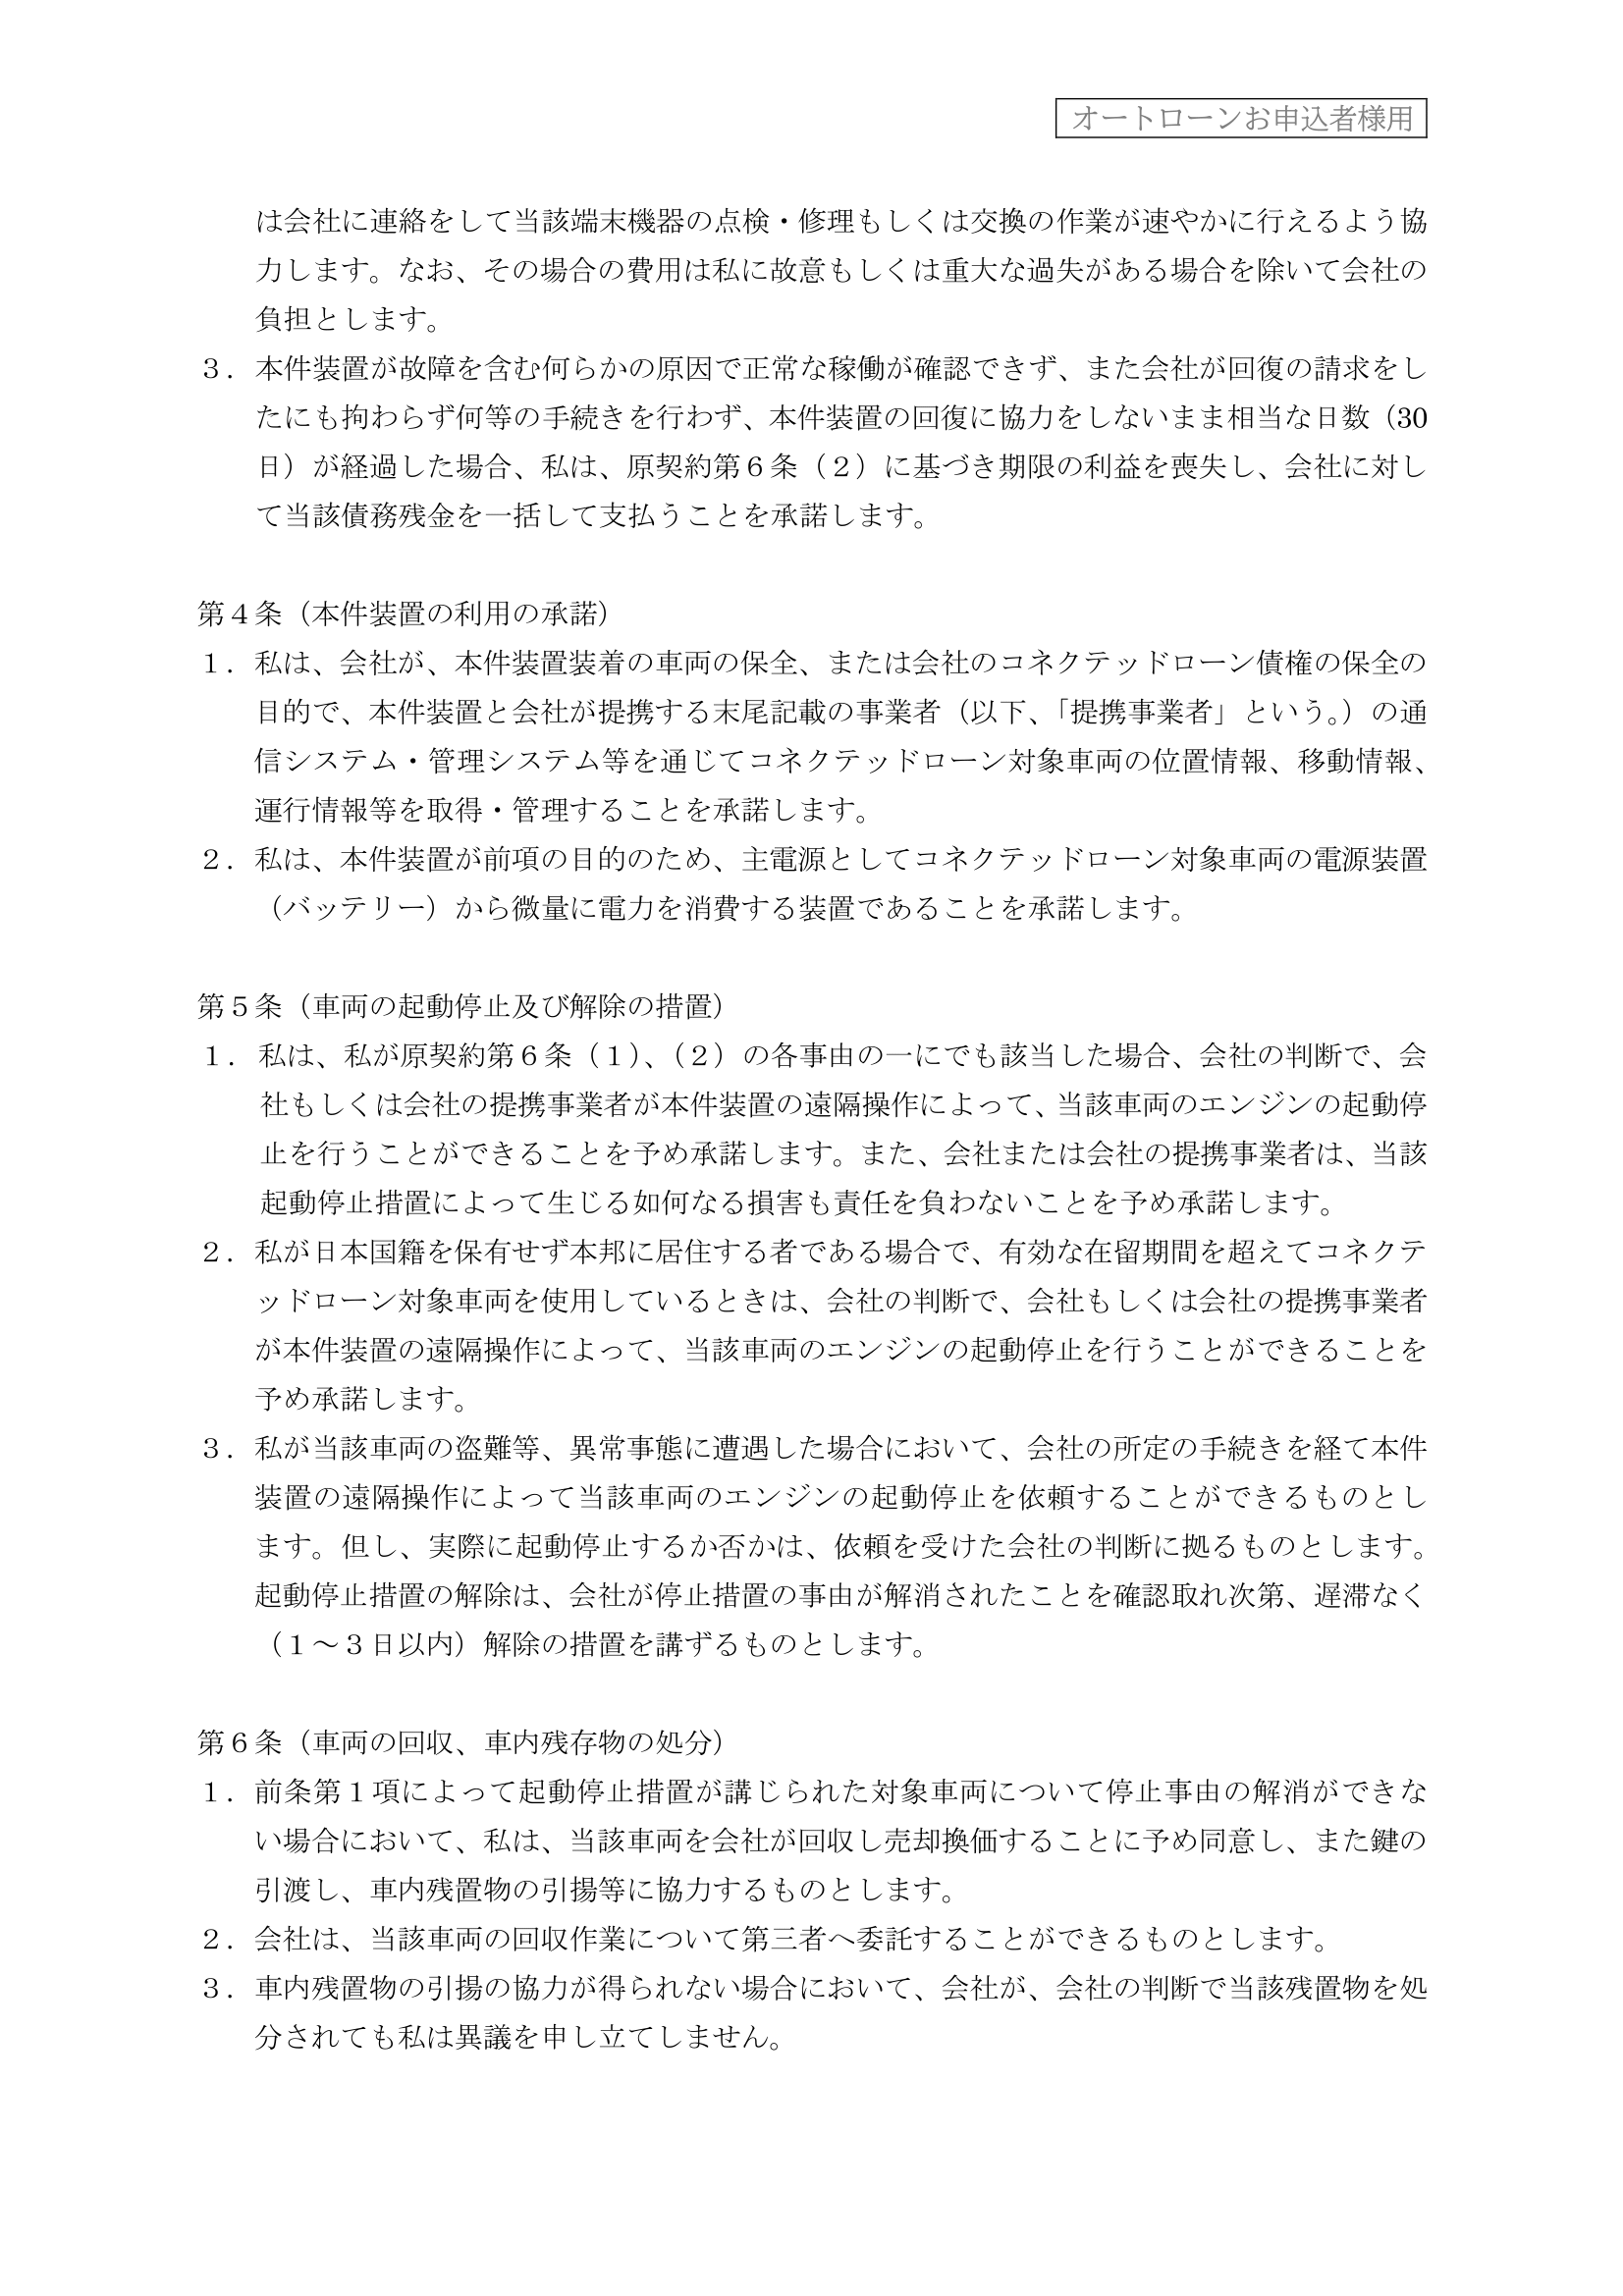 オートローンお申込者様用
は会社に連絡をして当該端末機器の点検・修理もしくは交換の作業が速やかに行えるよう協
力します。なお、その場合の費用は私に故意もしくは重大な過失がある場合を除いて会社の
負担とします。
３．本件装置が故障を含む何らかの原因で正常な稼働が確認できず、また会社が回復の請求をし
たにも拘わらず何等の手続きを行わず、本件装置の回復に協力をしないまま相当な日数（30
日）が経過した場合、私は、原契約第６条（２）に基づき期限の利益を喪失し、会社に対し
て当該債務残金を一括して支払うことを承諾します。
第４条（本件装置の利用の承諾）
１．私は、会社が、本件装置装着の車両の保全、または会社のコネクテッドローン債権の保全の
目的で、本件装置と会社が提携する末尾記載の事業者（以下、「提携事業者」という。）の通
信システム・管理システム等を通じてコネクテッドローン対象車両の位置情報、移動情報、
運行情報等を取得・管理することを承諾します。
２．私は、本件装置が前項の目的のため、主電源としてコネクテッドローン対象車両の電源装置
（バッテリー）から微量に電力を消費する装置であることを承諾します。
第５条（車両の起動停止及び解除の措置）
１．私は、私が原契約第６条（１）、（２）の各事由の一にでも該当した場合、会社の判断で、会
社もしくは会社の提携事業者が本件装置の遠隔操作によって、当該車両のエンジンの起動停
止を行うことができることを予め承諾します。また、会社または会社の提携事業者は、当該
起動停止措置によって生じる如何なる損害も責任を負わないことを予め承諾します。
２．私が日本国籍を保有せず本邦に居住する者である場合で、有効な在留期間を超えてコネクテ
ッドローン対象車両を使用しているときは、会社の判断で、会社もしくは会社の提携事業者
が本件装置の遠隔操作によって、当該車両のエンジンの起動停止を行うことができることを
予め承諾します。
３．私が当該車両の盗難等、異常事態に遭遇した場合において、会社の所定の手続きを経て本件
装置の遠隔操作によって当該車両のエンジンの起動停止を依頼することができるものとし
ます。但し、実際に起動停止するか否かは、依頼を受けた会社の判断に拠るものとします。
起動停止措置の解除は、会社が停止措置の事由が解消されたことを確認取れ次第、遅滞なく
（１～３日以内）解除の措置を講ずるものとします。
第６条（車両の回収、車内残存物の処分）
１．前条第１項によって起動停止措置が講じられた対象車両について停止事由の解消ができな
い場合において、私は、当該車両を会社が回収し売却換価することに予め同意し、また鍵の
引渡し、車内残置物の引揚等に協力するものとします。
２．会社は、当該車両の回収作業について第三者へ委託することができるものとします。
３．車内残置物の引揚の協力が得られない場合において、会社が、会社の判断で当該残置物を処
分されても私は異議を申し立てしません。